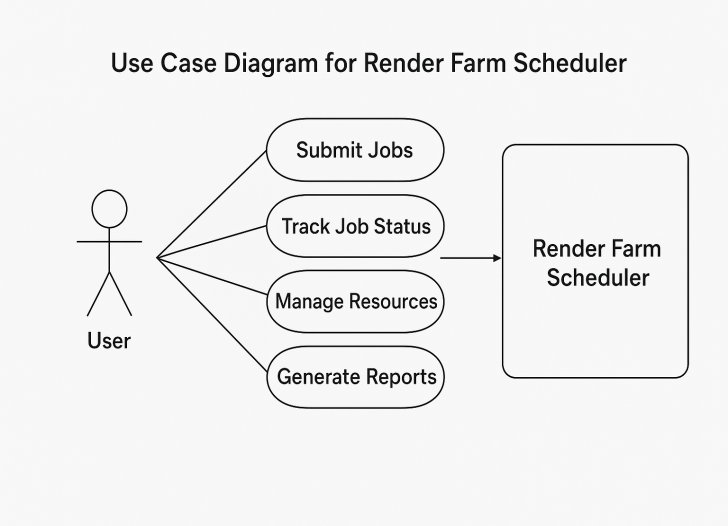 Use Case Diagram for Render Farm Scheduler
Submit Jobs
Track Job Status
Manage Resources
Generate Reports
User
Render Farm
Scheduler